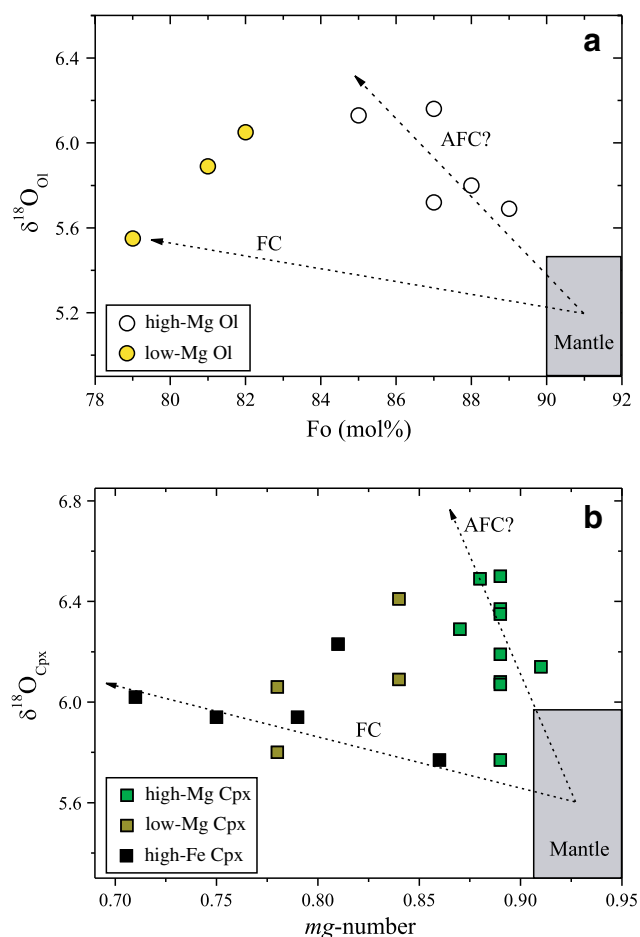 a
6.4
6.0
5.6
5.2
δ¹⁸O_Ol
AFC?
FC
Mantle
high-Mg Ol
low-Mg Ol
78 80 82 84 86 88 90 92
Fo (mol%)
b
6.8
6.4
6.0
5.6
δ¹⁸O_Cpx
AFC?
FC
Mantle
high-Mg Cpx
low-Mg Cpx
high-Fe Cpx
0.70 0.75 0.80 0.85 0.90 0.95
mg-number